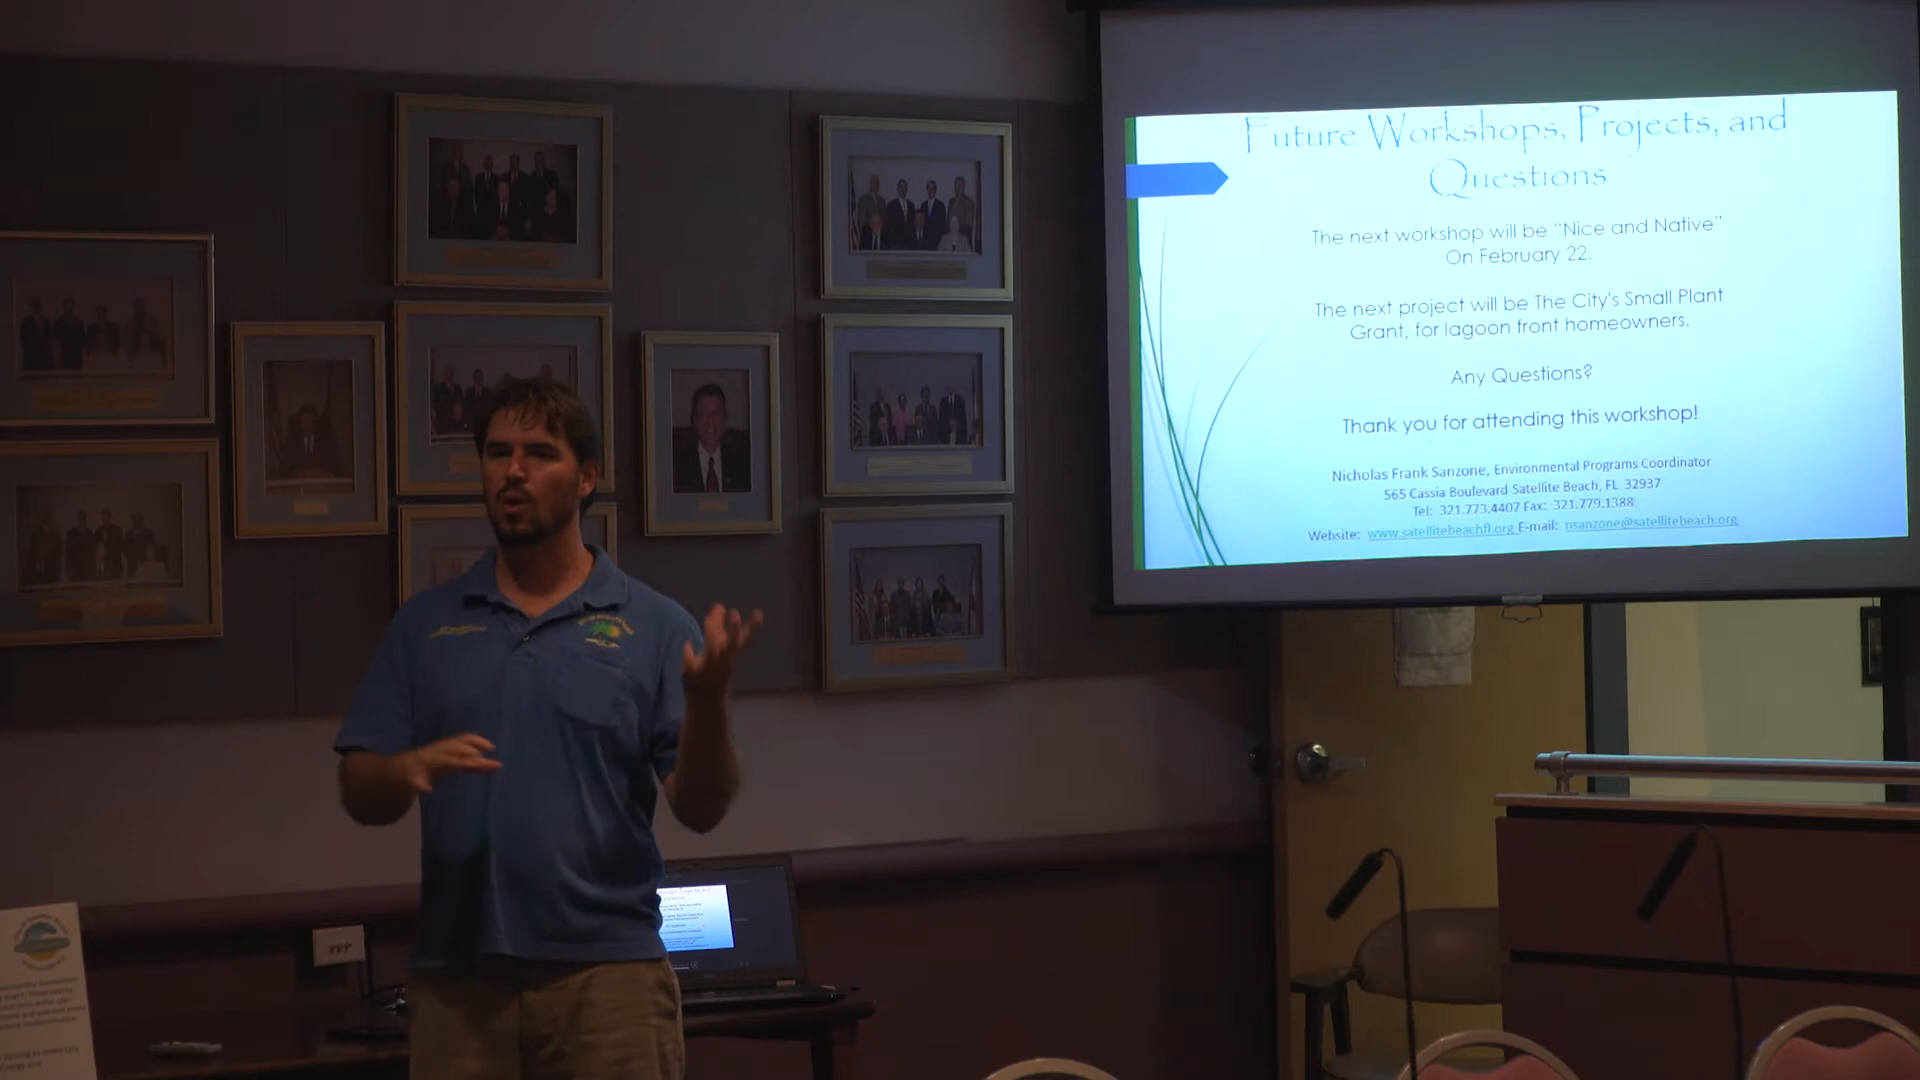 Future Workshops, Projects, and
Questions
The next workshop will be "Nice and Native"
On February 22.
The next project will be The City's Small Plant
Grant, for lagoon front homeowners.
Any Questions?
Thank you for attending this workshop!
Nicholas Frank Sanzone, Environmental Programs Coordinator
565 Cassia Boulevard Satellite Beach, FL 32937
Tel: 321.773.4407 Fax: 321.779.1388
Website: www.satellitebeachfl.org E-mail: nsanzone@satellitebeach.org